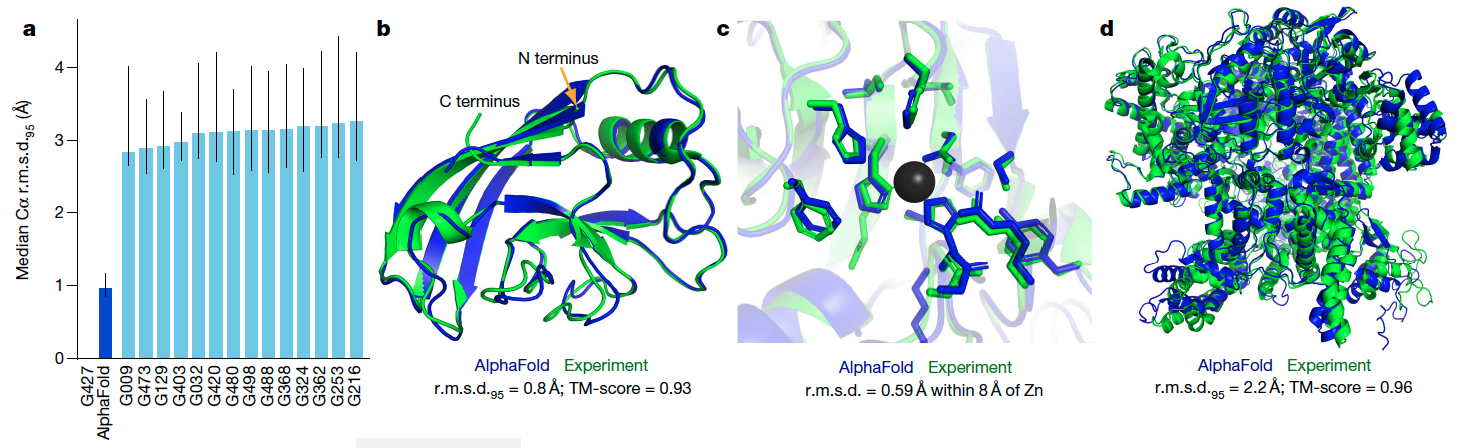 a
Median Cα r.m.s.d.95 (Å)
4
3
2
1
0
G427
AlphaFold
G009
G473
G129
G403
G032
G420
G480
G498
G488
G368
G324
G362
G253
G216
b
N terminus
C terminus
AlphaFold Experiment
r.m.s.d.95 = 0.8 Å; TM-score = 0.93
c
AlphaFold Experiment
r.m.s.d. = 0.59 Å within 8 Å of Zn
d
AlphaFold Experiment
r.m.s.d.95 = 2.2 Å; TM-score = 0.96